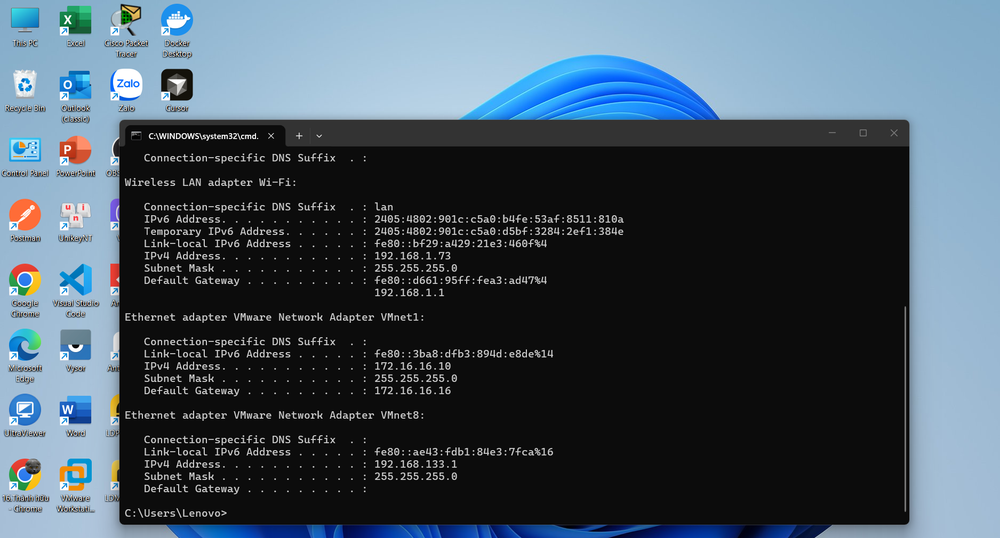 This PC
Excel
Cisco Packet
Tracer
Docker
Desktop
Recycle Bin
Outlook
(classic)
Zalo
Zalo
Cursor
Control Panel
PowerPoint
OBS
Postman
UnikeyNT
Google
Chrome
Visual Studio
Code
Microsoft
Edge
Vysor
Ant
UltraViewer
Word
LDP
16.Thành hữu
- Chrome
VMware
Workstati...
LDM
C:\WINDOWS\system32\cmd.
   Connection-specific DNS Suffix  . :
Wireless LAN adapter Wi-Fi:
   Connection-specific DNS Suffix  . : lan
   IPv6 Address. . . . . . . . . . . : 2405:4802:901c:c5a0:b4fe:53af:8511:810a
   Temporary IPv6 Address. . . . . . : 2405:4802:901c:c5a0:d5bf:3284:2ef1:384e
   Link-local IPv6 Address . . . . . : fe80::bf29:a429:21e3:460f%4
   IPv4 Address. . . . . . . . . . . : 192.168.1.73
   Subnet Mask . . . . . . . . . . . : 255.255.255.0
   Default Gateway . . . . . . . . . : fe80::d661:95ff:fea3:ad47%4
                                       192.168.1.1
Ethernet adapter VMware Network Adapter VMnet1:
   Connection-specific DNS Suffix  . :
   Link-local IPv6 Address . . . . . : fe80::3ba8:dfb3:894d:e8de%14
   IPv4 Address. . . . . . . . . . . : 172.16.16.10
   Subnet Mask . . . . . . . . . . . : 255.255.255.0
   Default Gateway . . . . . . . . . : 172.16.16.16
Ethernet adapter VMware Network Adapter VMnet8:
   Connection-specific DNS Suffix  . :
   Link-local IPv6 Address . . . . . : fe80::ae43:fdb1:84e3:7fca%16
   IPv4 Address. . . . . . . . . . . : 192.168.133.1
   Subnet Mask . . . . . . . . . . . : 255.255.255.0
   Default Gateway . . . . . . . . . :
C:\Users\Lenovo>